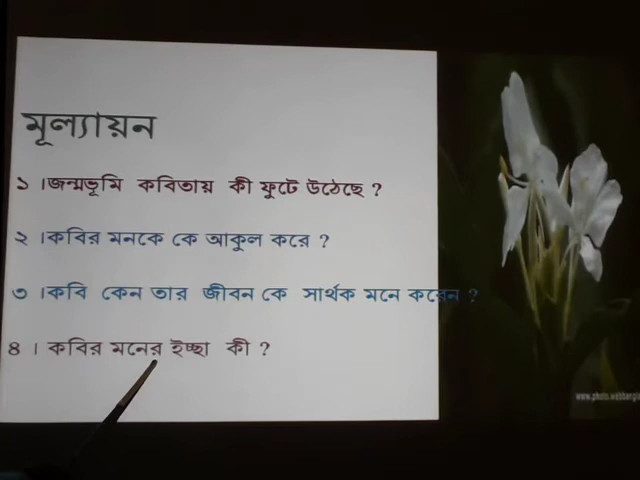 মূল্যায়ন
১ ।জন্মভূমি কবিতায় কী ফুটে উঠেছে ?
২ ।কবির মনকে কে আকুল করে ?
৩ ।কবি কেন তার জীবন কে সার্থক মনে করেন ?
৪ । কবির মনের ইচ্ছা কী ?